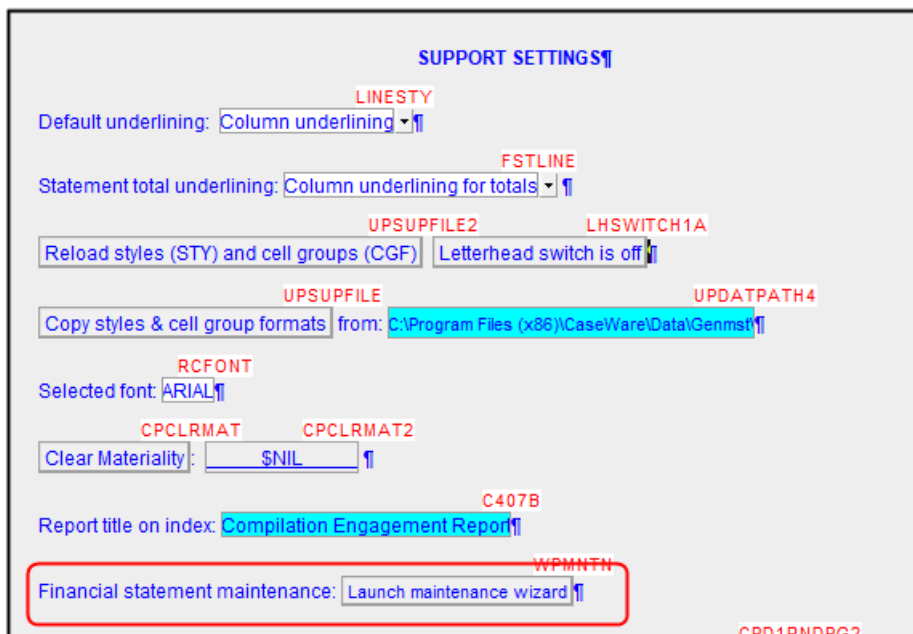 SUPPORT SETTINGS¶
LINESTY
Default underlining: Column underlining ¶
FSTLINE
Statement total underlining: Column underlining for totals ¶
UPSUPFILE2 LHSWITCH1A
Reload styles (STY) and cell groups (CGF) Letterhead switch is off ¶
UPSUPFILE UPDATPATH4
Copy styles & cell group formats from: C:\Program Files (x86)\CaseWare\Data\Genmst\¶
RCFONT
Selected font: ARIAL¶
CPCLRMAT CPCLRMAT2
Clear Materiality: $NIL ¶
C407B
Report title on index: Compilation Engagement Report¶
WPMNTN
Financial statement maintenance: Launch maintenance wizard ¶